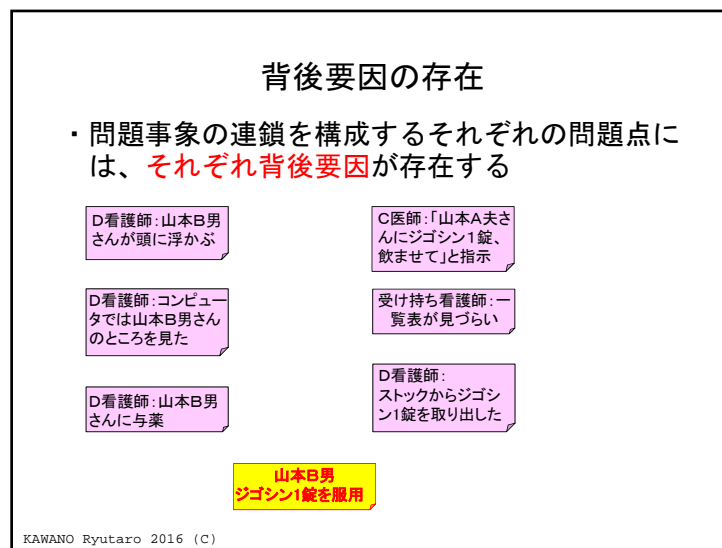 背後要因の存在
・問題事象の連鎖を構成するそれぞれの問題点に
は、それぞれ背後要因が存在する
D看護師：山本B男
さんが頭に浮かぶ
C医師：「山本A夫さ
んにジゴシン１錠、
飲ませて」と指示
D看護師：コンピュー
タでは山本B男さん
のところを見た
受け持ち看護師：一
覧表が見づらい
D看護師：山本B男
さんに与薬
D看護師：
ストックからジゴシ
ン1錠を取り出した
山本B男
ジゴシン1錠を服用
KAWANO Ryutaro 2016 (C)